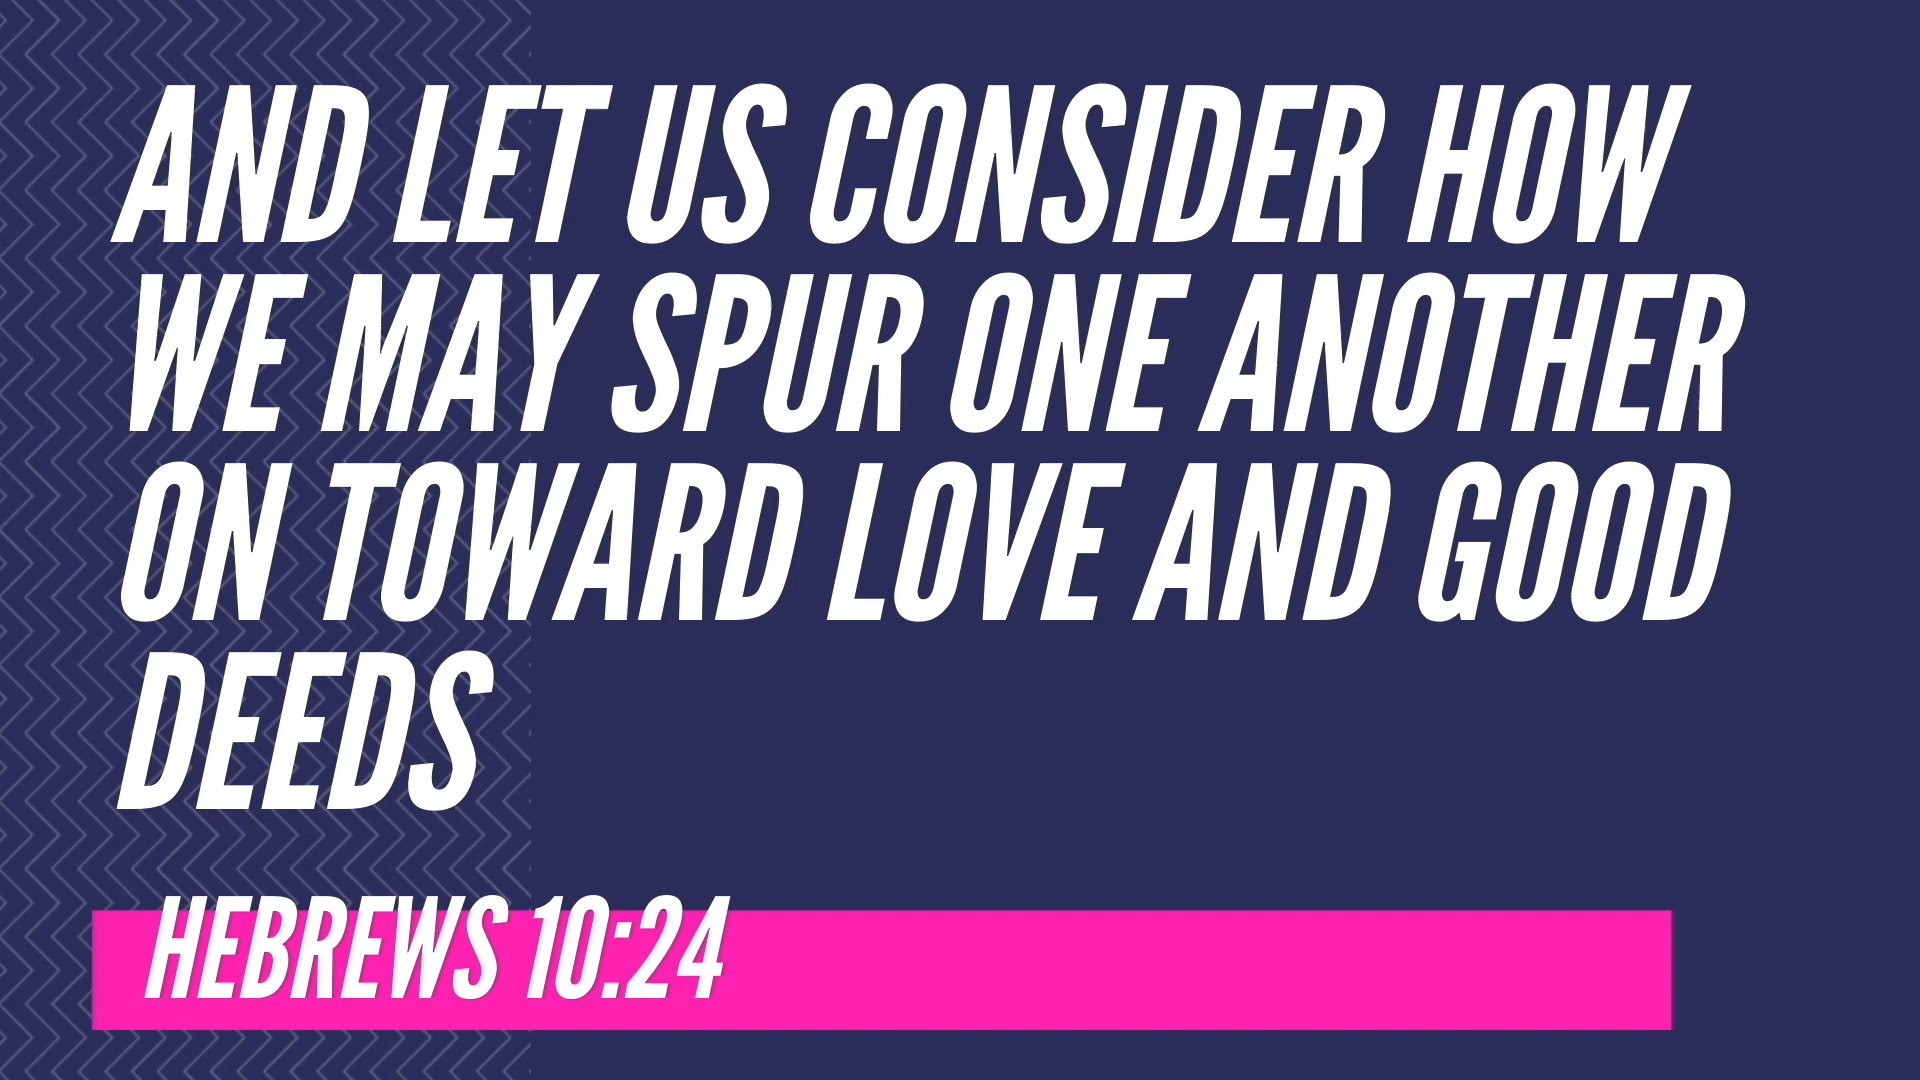 AND LET US CONSIDER HOW
WE MAY SPUR ONE ANOTHER
ON TOWARD LOVE AND GOOD
DEEDS
HEBREWS 10:24